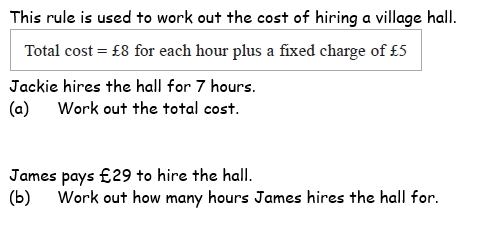 This rule is used to work out the cost of hiring a village hall.
Total cost = £8 for each hour plus a fixed charge of £5
Jackie hires the hall for 7 hours.
(a) Work out the total cost.
James pays £29 to hire the hall.
(b) Work out how many hours James hires the hall for.